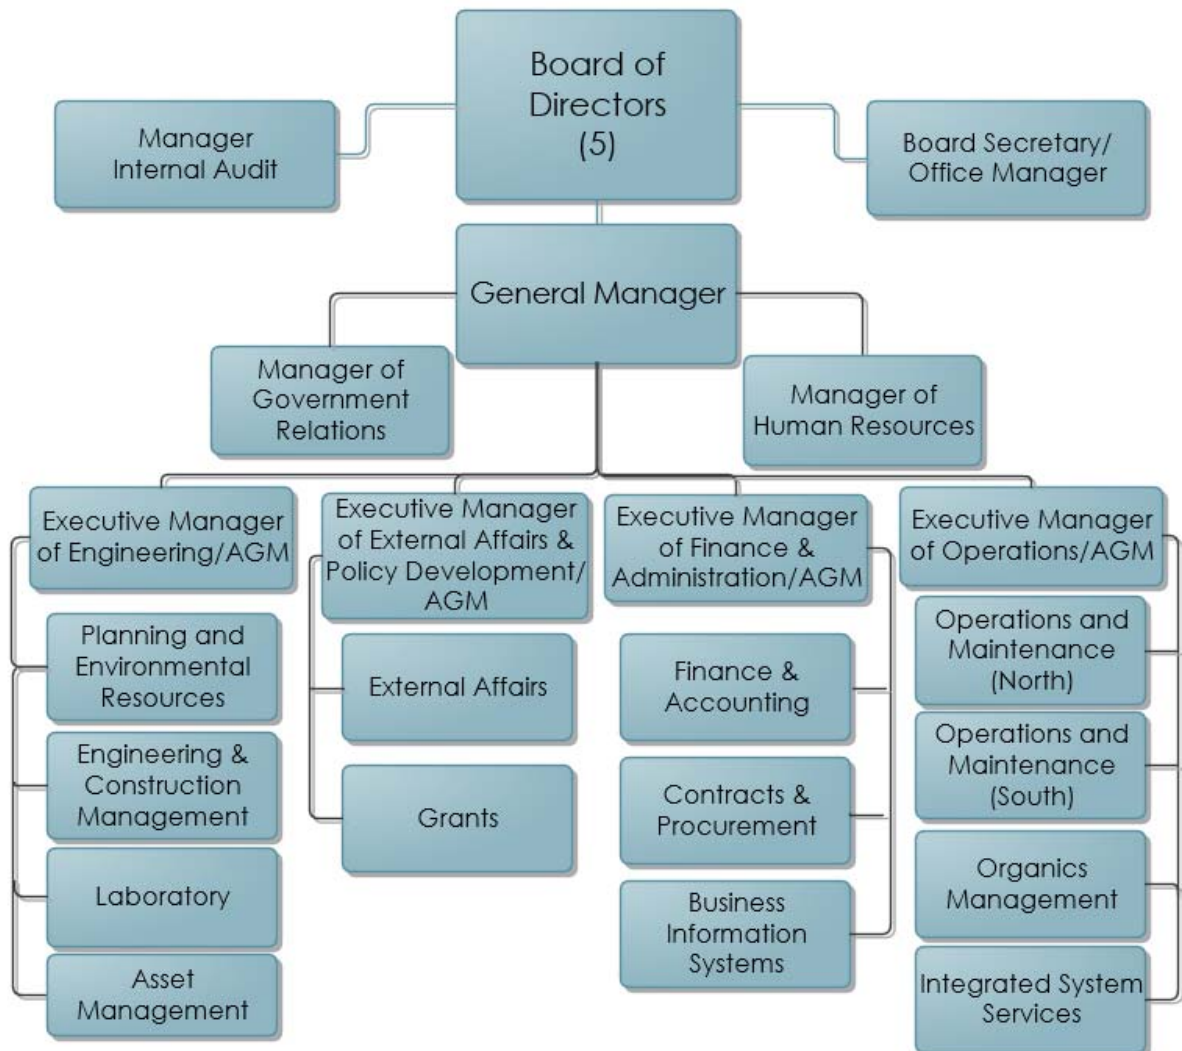 Board of
Directors
(5)
Manager
Internal Audit
Board Secretary/
Office Manager
General Manager
Manager of
Government
Relations
Manager of
Human Resources
Executive Manager
of Engineering/AGM
Planning and
Environmental
Resources
Engineering &
Construction
Management
Laboratory
Asset
Management
Executive Manager
of External Affairs &
Policy Development/
AGM
External Affairs
Grants
Executive Manager
of Finance &
Administration/AGM
Finance &
Accounting
Contracts &
Procurement
Business
Information
Systems
Executive Manager
of Operations/AGM
Operations and
Maintenance
(North)
Operations and
Maintenance
(South)
Organics
Management
Integrated System
Services